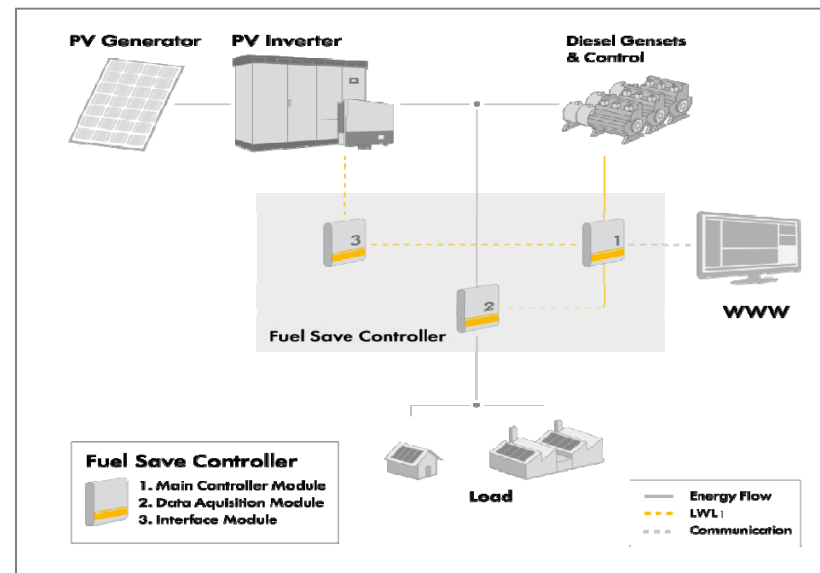 PV Generator
PV Inverter
Diesel Gensets
& Control
3
1
2
WWW
Fuel Save Controller
Fuel Save Controller
1. Main Controller Module
2. Data Aquisition Module
3. Interface Module
Load
Energy Flow
LWL1
Communication